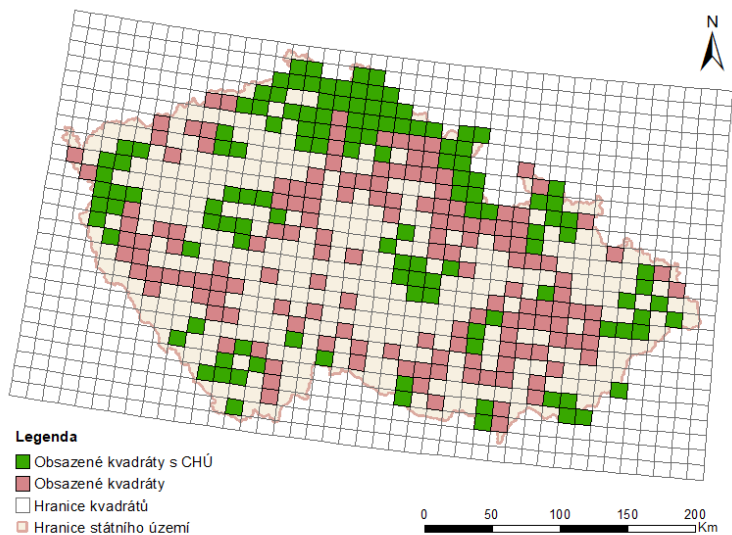 N
Legenda
Obsazené kvadráty s CHÚ
Obsazené kvadráty
Hranice kvadrátů
Hranice státního území
0 50 100 150 200
Km